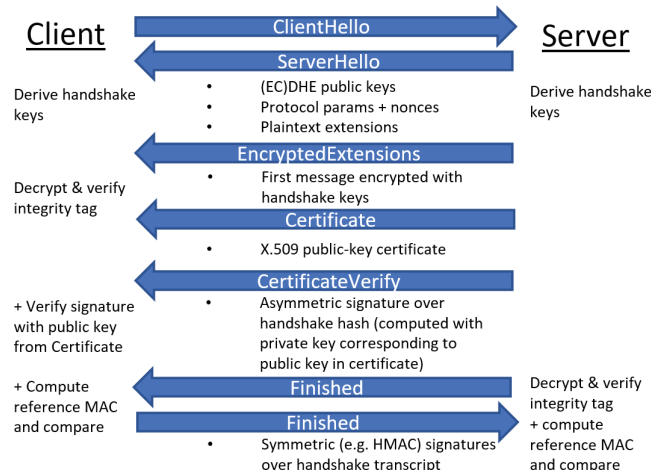 Client
ClientHello
Server
ServerHello
Derive handshake
keys
• (EC)DHE public keys
• Protocol params + nonces
• Plaintext extensions
Derive handshake
keys
EncryptedExtensions
• First message encrypted with
handshake keys
Decrypt & verify
integrity tag
Certificate
• X.509 public-key certificate
CertificateVerify
+ Verify signature
with public key
from Certificate
• Asymmetric signature over
handshake hash (computed with
private key corresponding to
public key in certificate)
+ Compute
reference MAC
and compare
Finished
Finished
Decrypt & verify
integrity tag
+ compute
reference MAC
and compare
• Symmetric (e.g. HMAC) signatures
over handshake transcript